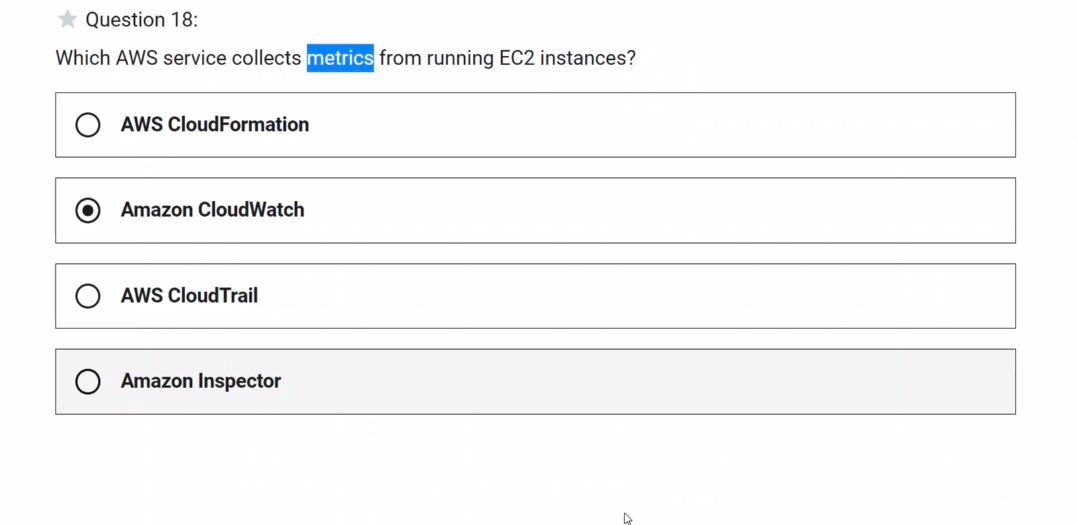 Question 18:
Which AWS service collects metrics from running EC2 instances?
AWS CloudFormation
Amazon CloudWatch
AWS CloudTrail
Amazon Inspector